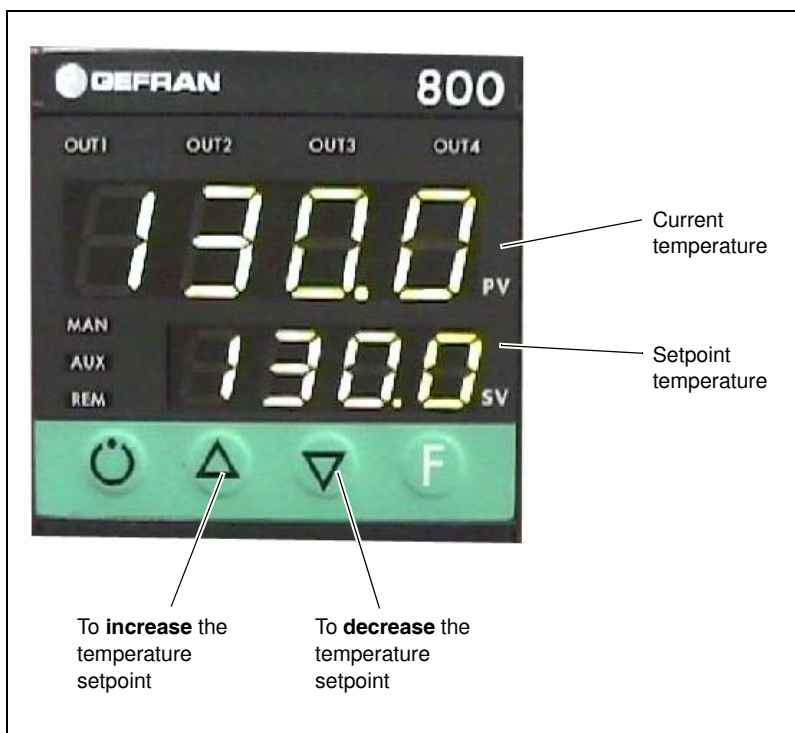 GEFRAN 800
OUT1 OUT2 OUT3 OUT4
130.0 PV
Current
temperature
MAN
AUX
REM
130.0 SV
Setpoint
temperature
F
To increase the
temperature
setpoint
To decrease the
temperature
setpoint